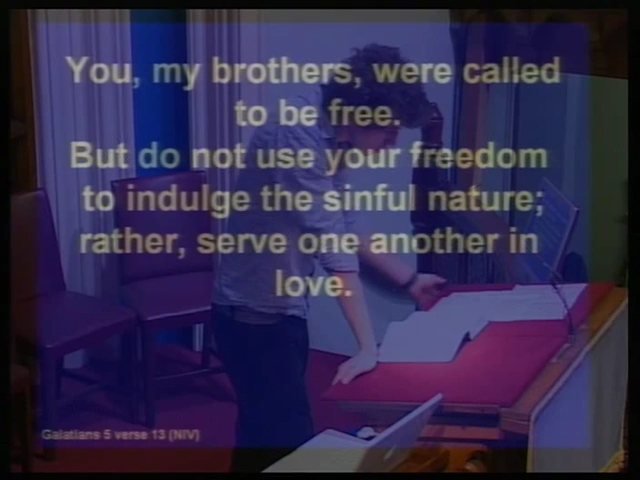 You, my brothers, were called
to be free.
But do not use your freedom
to indulge the sinful nature;
rather, serve one another in
love.
Galatians 5 verse 13 (NIV)